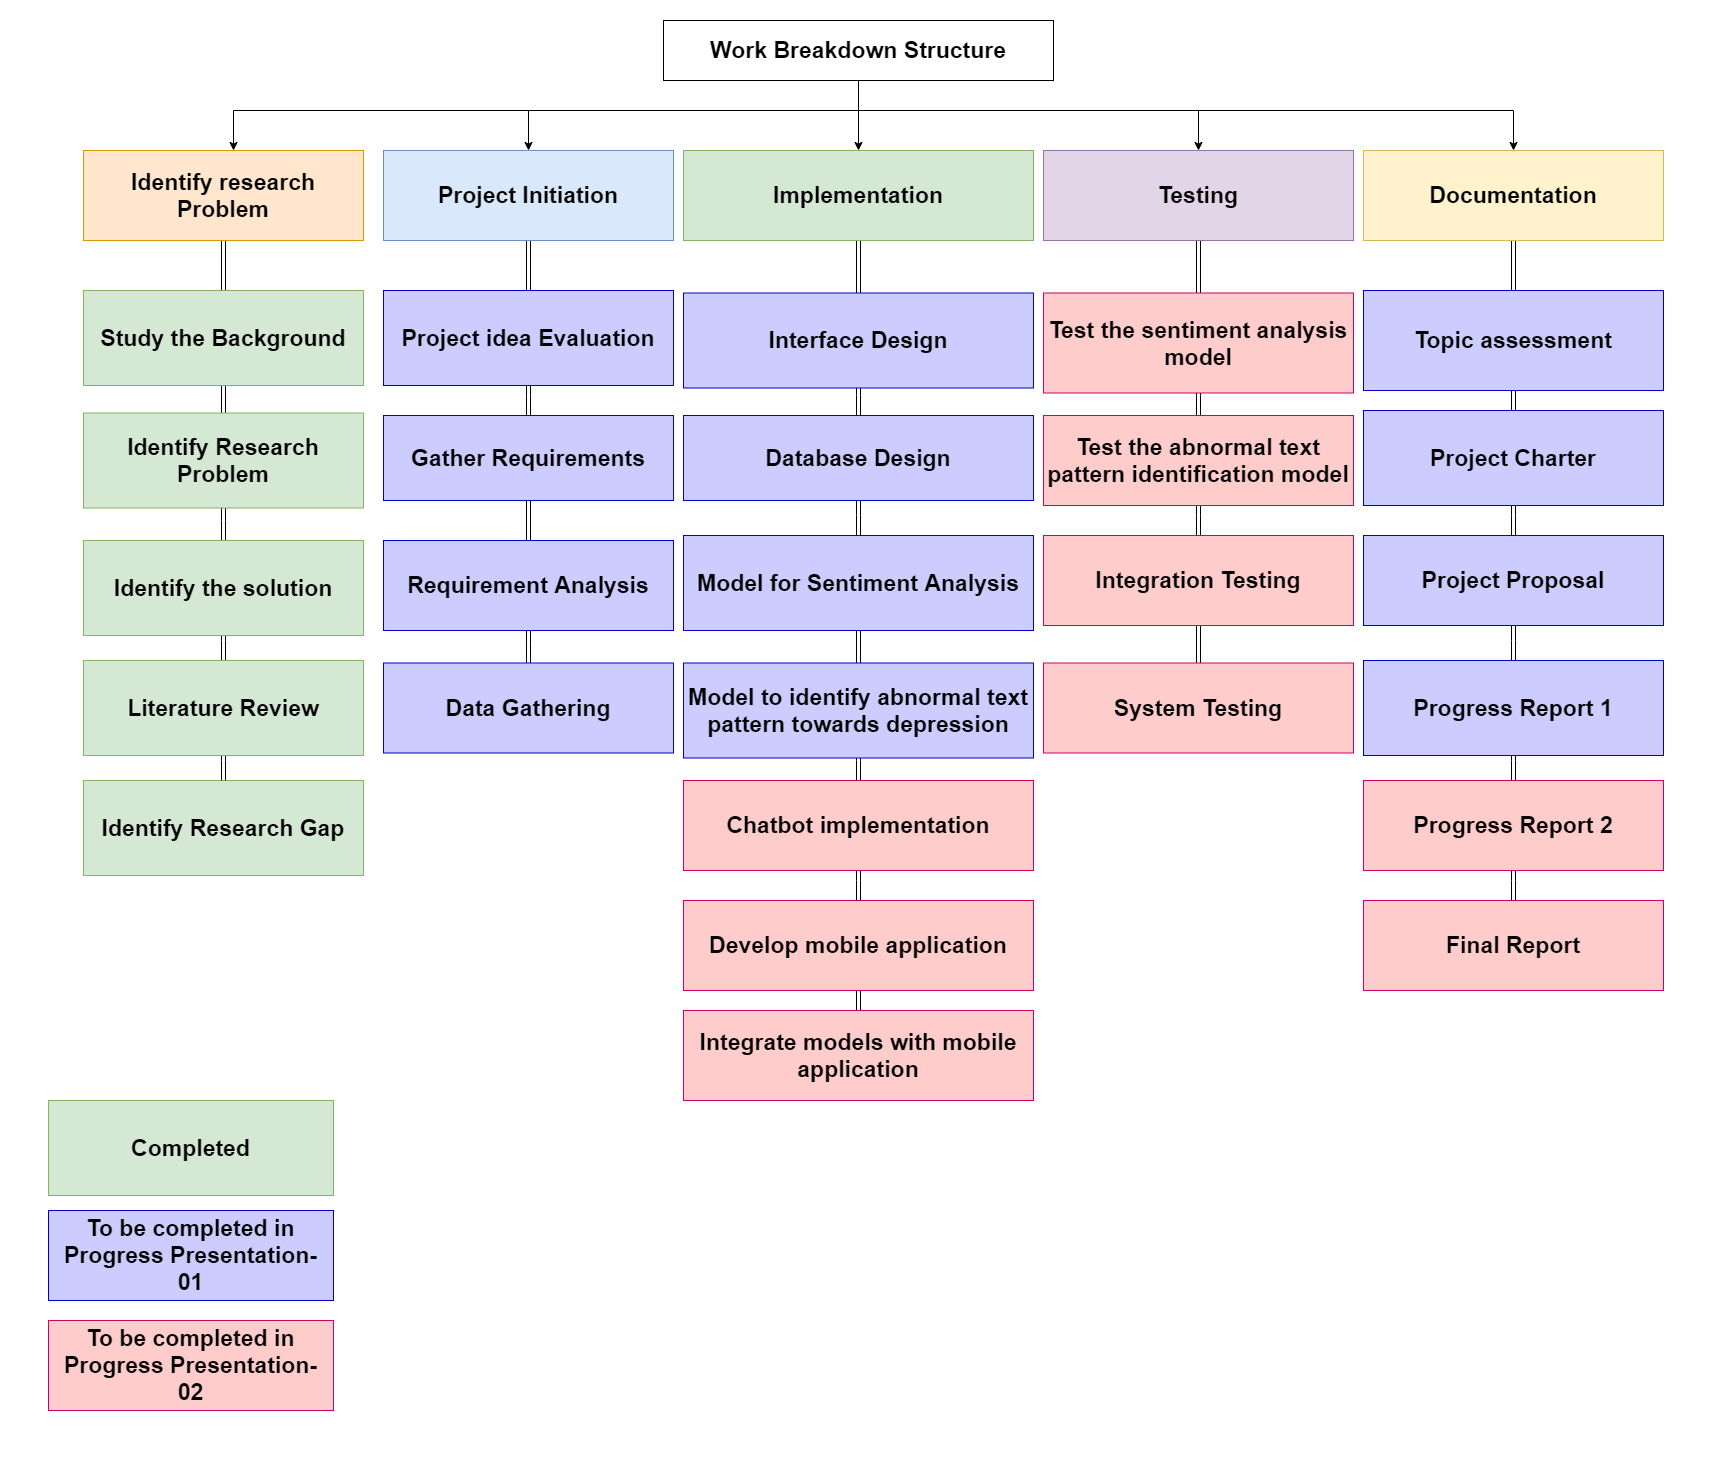 Work Breakdown Structure
Identify research
Problem
Study the Background
Identify Research
Problem
Identify the solution
Literature Review
Identify Research Gap
Project Initiation
Project idea Evaluation
Gather Requirements
Requirement Analysis
Data Gathering
Implementation
Interface Design
Database Design
Model for Sentiment Analysis
Model to identify abnormal text
pattern towards depression
Chatbot implementation
Develop mobile application
Integrate models with mobile
application
Testing
Test the sentiment analysis
model
Test the abnormal text
pattern identification model
Integration Testing
System Testing
Documentation
Topic assessment
Project Charter
Project Proposal
Progress Report 1
Progress Report 2
Final Report
Completed
To be completed in
Progress Presentation-
01
To be completed in
Progress Presentation-
02